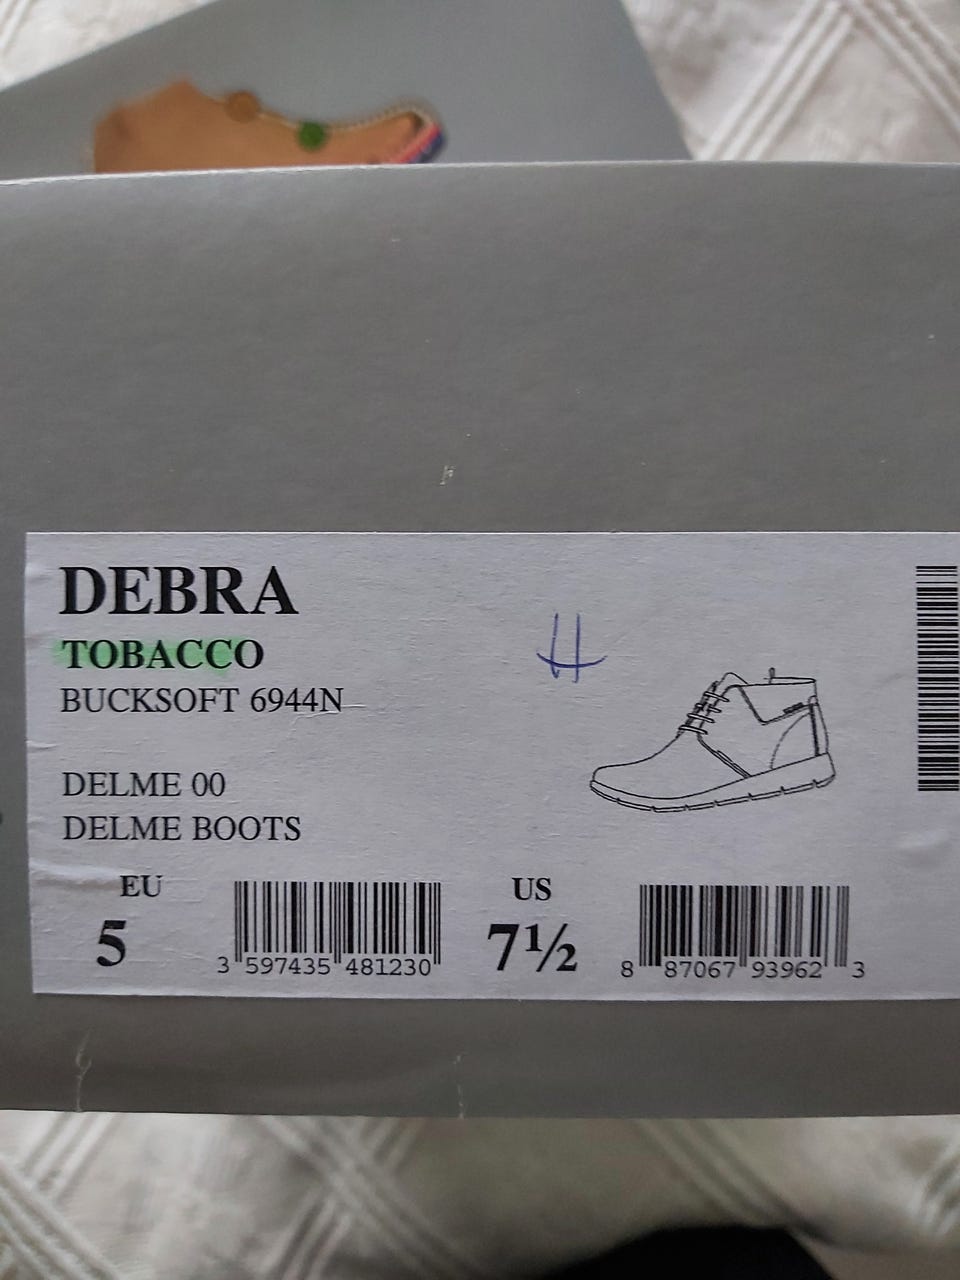 DEBRA
TOBACCO
BUCKSOFT 6944N
DELME 00
DELME BOOTS
EU
5
3 597435 481230
US
7½
8 87067 93962 3